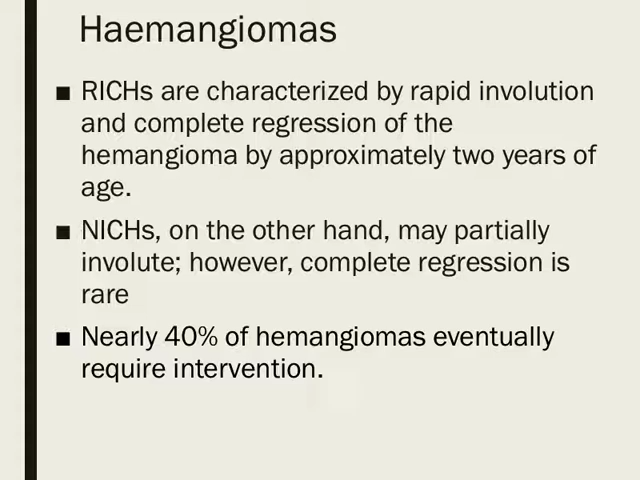 Haemangiomas
■ RICHs are characterized by rapid involution
and complete regression of the
hemangioma by approximately two years of
age.
■ NICHs, on the other hand, may partially
involute; however, complete regression is
rare
■ Nearly 40% of hemangiomas eventually
require intervention.